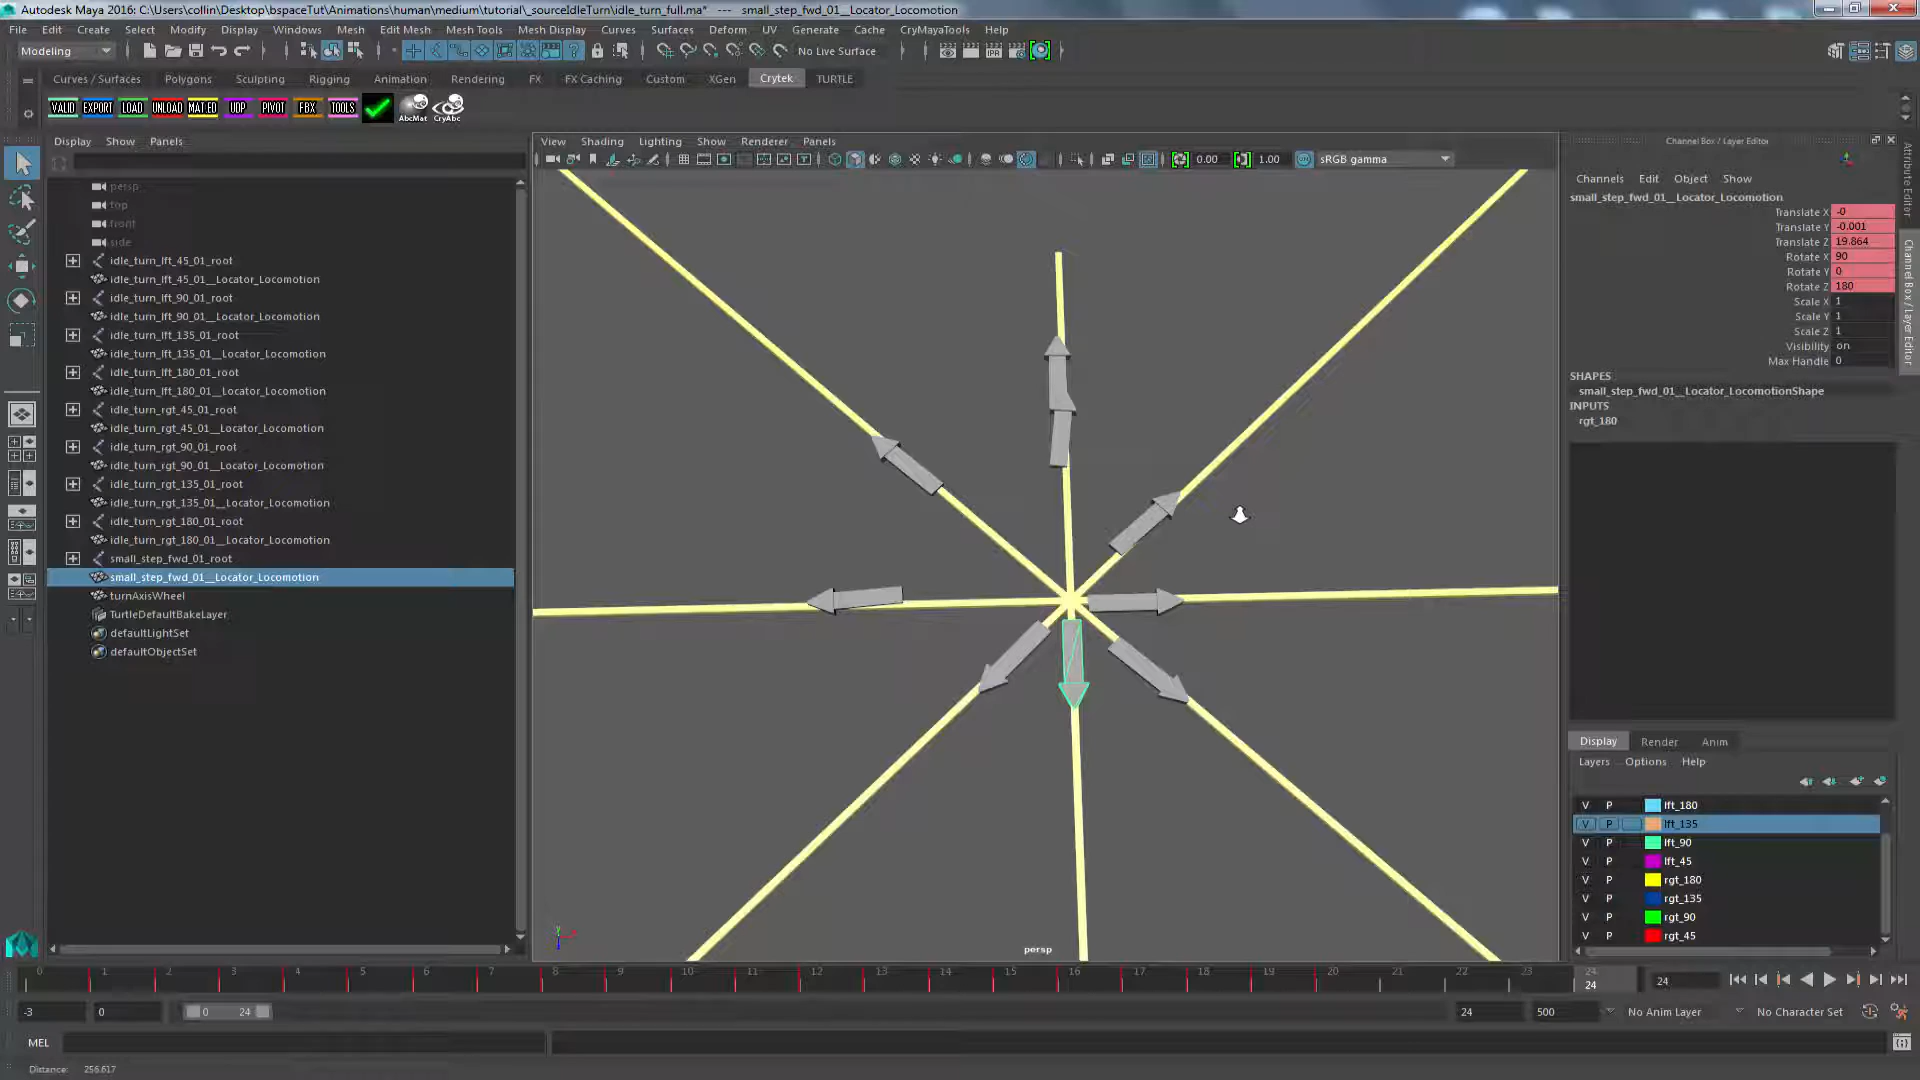 Autodesk Maya 2016: C:\Users\collin\Desktop\bspaceTut\Animations\human\medium\tutorial\_sourceIdleTurn\idle_turn_full.ma* --- small_step_fwd_01__Locator_Locomotion
File Edit Create Select Modify Display Windows Mesh Edit Mesh Mesh Tools Mesh Display Curves Surfaces Deform UV Generate Cache CryMayaTools Help
Modeling No Live Surface
Curves / Surfaces Polygons Sculpting Rigging Animation Rendering FX FX Caching Custom XGen Crytek TURTLE
VALID EXPORT LOAD UNLOAD MAT ED UDP PIVOT FBX TOOLS AbcMat CryAbc
Display Show Panels
View Shading Lighting Show Renderer Panels
Channel Box / Layer Editor
0.00 1.00 sRGB gamma
Channels Edit Object Show
persp
top
front
side
idle_turn_lft_45_01_root
idle_turn_lft_45_01__Locator_Locomotion
idle_turn_lft_90_01_root
idle_turn_lft_90_01__Locator_Locomotion
idle_turn_lft_135_01_root
idle_turn_lft_135_01__Locator_Locomotion
idle_turn_lft_180_01_root
idle_turn_lft_180_01__Locator_Locomotion
idle_turn_rgt_45_01_root
idle_turn_rgt_45_01__Locator_Locomotion
idle_turn_rgt_90_01_root
idle_turn_rgt_90_01__Locator_Locomotion
idle_turn_rgt_135_01_root
idle_turn_rgt_135_01__Locator_Locomotion
idle_turn_rgt_180_01_root
idle_turn_rgt_180_01__Locator_Locomotion
small_step_fwd_01_root
small_step_fwd_01__Locator_Locomotion
turnAxisWheel
TurtleDefaultBakeLayer
defaultLightSet
defaultObjectSet
persp
small_step_fwd_01__Locator_Locomotion
Translate X -0
Translate Y -0.001
Translate Z 19.864
Rotate X 90
Rotate Y 0
Rotate Z 180
Scale X 1
Scale Y 1
Scale Z 1
Visibility on
Max Handle 0
SHAPES
small_step_fwd_01__Locator_LocomotionShape
INPUTS
rgt_180
Attribute Editor
Channel Box / Layer Editor
Display Render Anim
Layers Options Help
V P lft_180
V P lft_135
V P lft_90
V P lft_45
V P rgt_180
V P rgt_135
V P rgt_90
V P rgt_45
0 1 2 3 4 5 6 7 8 9 10 11 12 13 14 15 16 17 18 19 20 21 22 23 24
24 24
-3 0 0 24 24 500 No Anim Layer No Character Set
MEL
Distance: 256.617